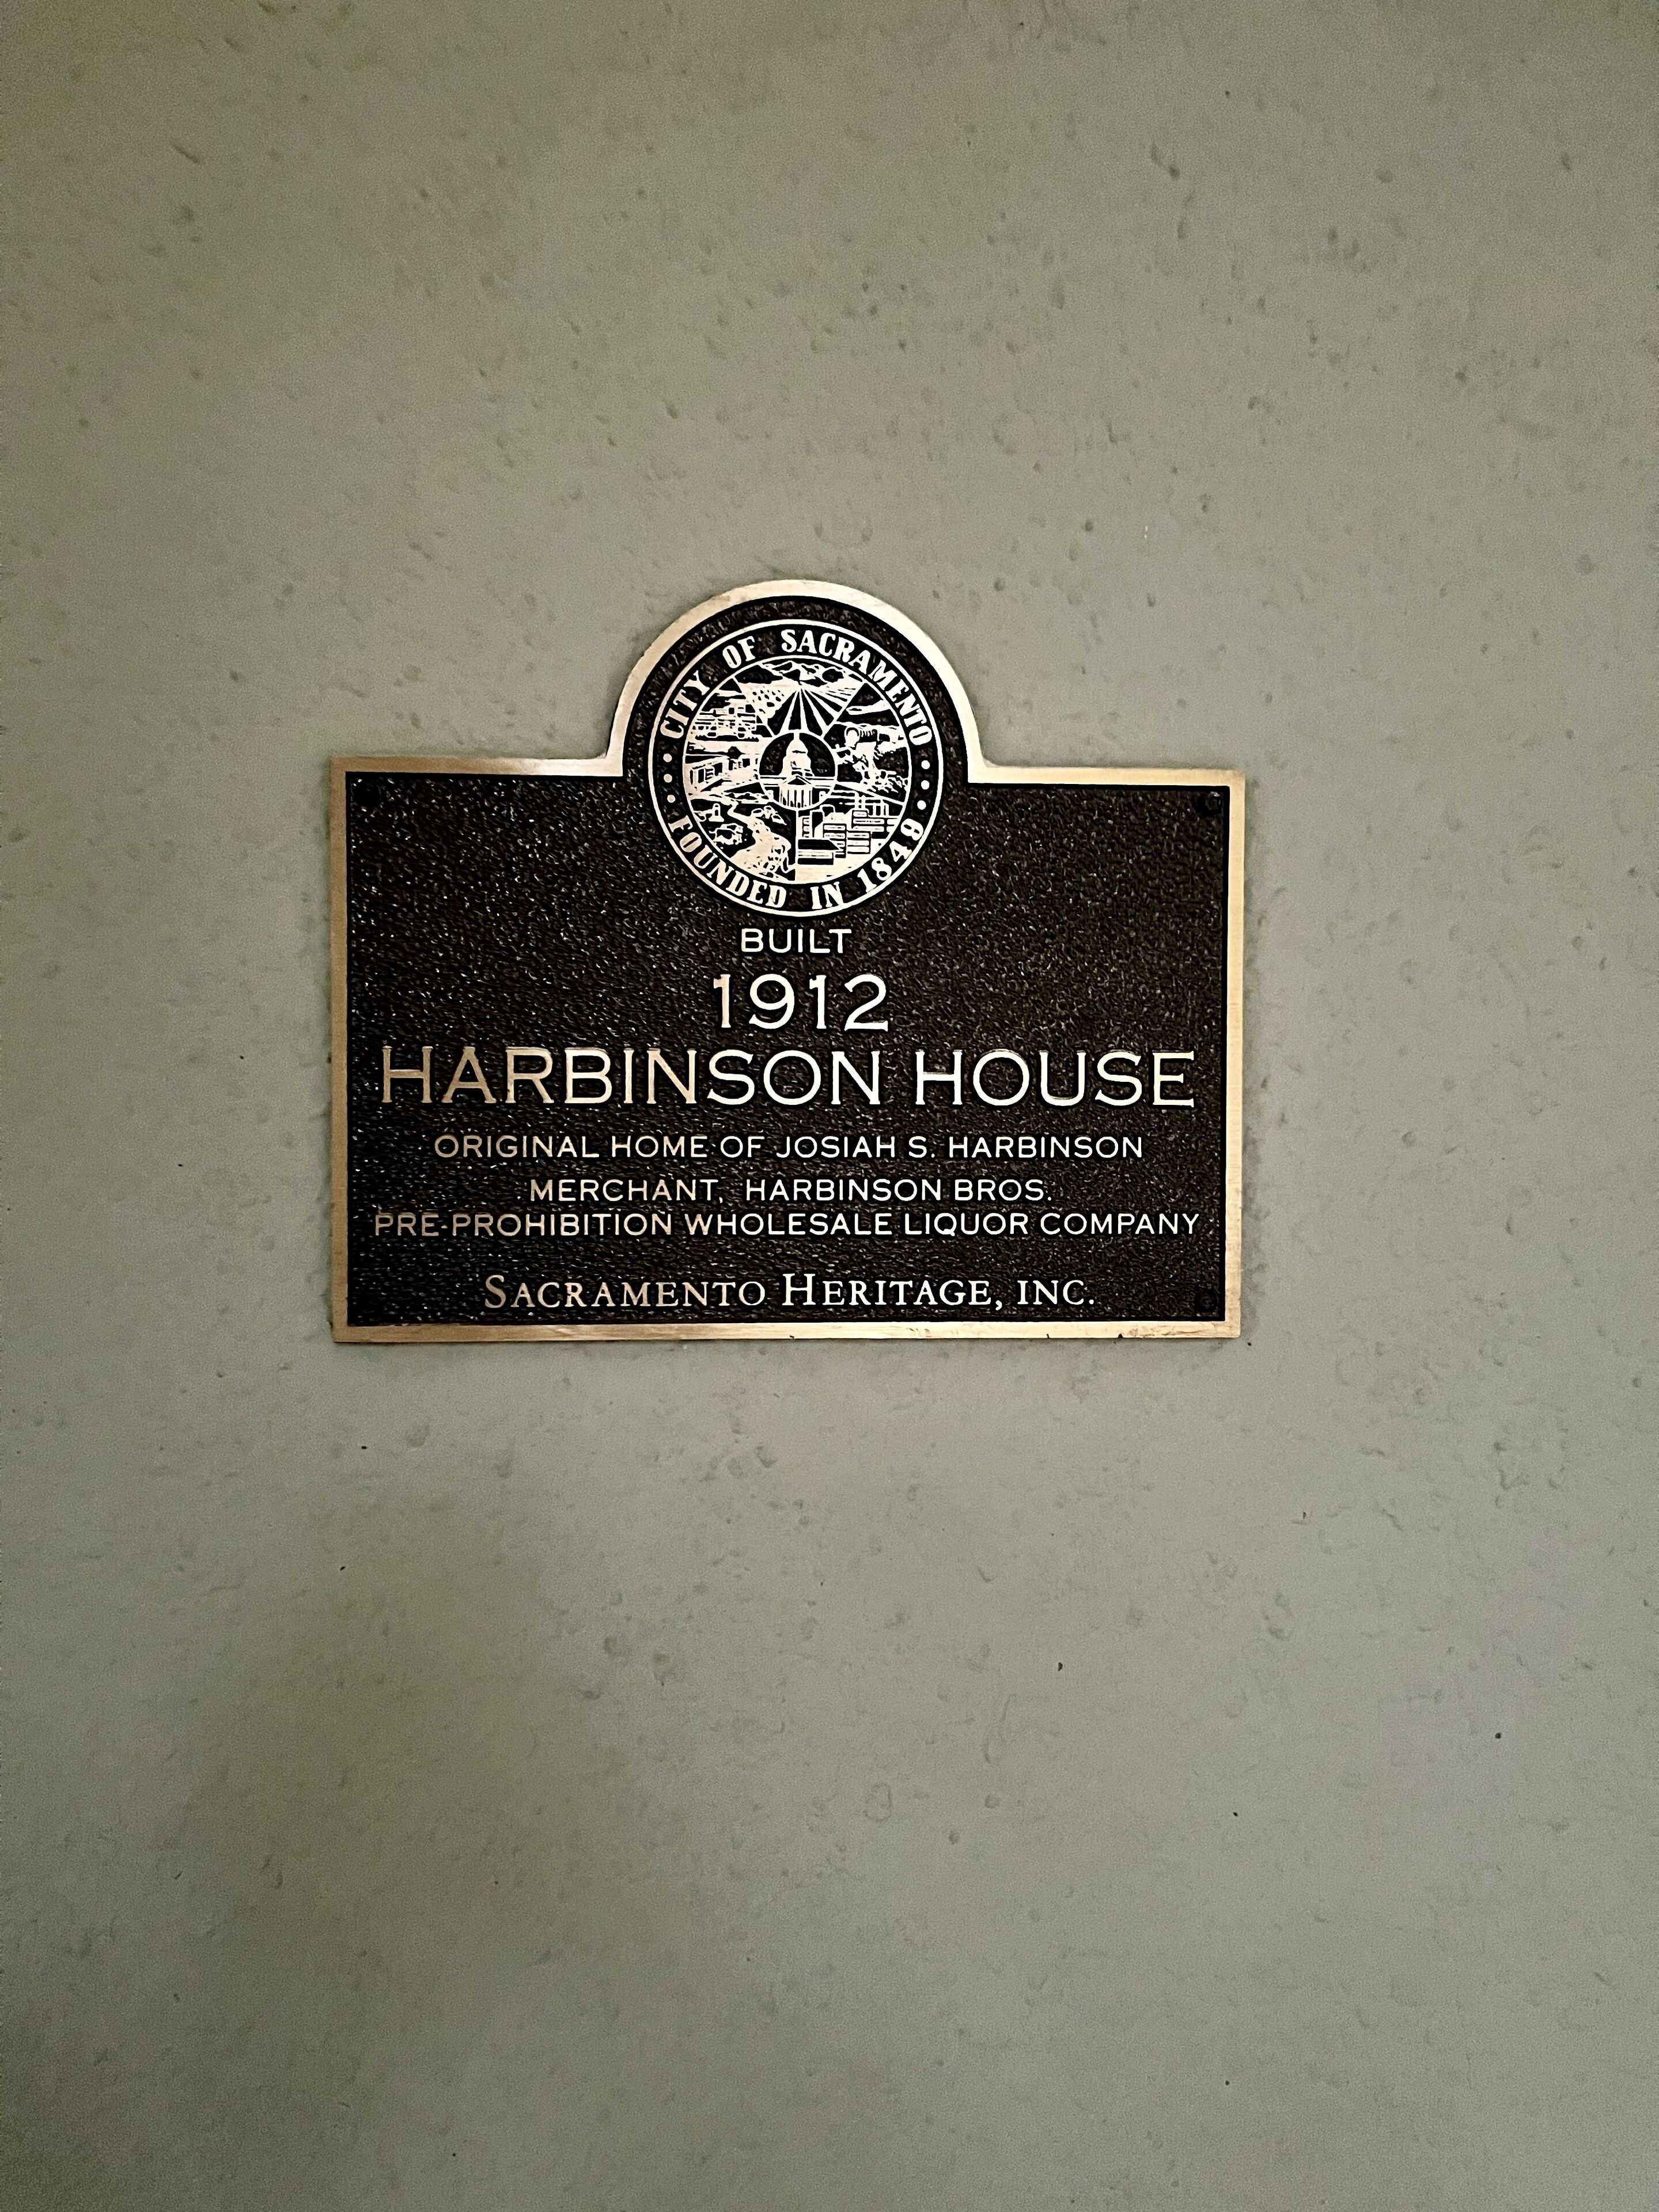 CITY OF SACRAMENTO
FOUNDED IN 1849
BUILT
1912
HARBINSON HOUSE
ORIGINAL HOME OF JOSIAH S. HARBINSON
MERCHANT, HARBINSON BROS.
PRE-PROHIBITION WHOLESALE LIQUOR COMPANY
SACRAMENTO HERITAGE, INC.